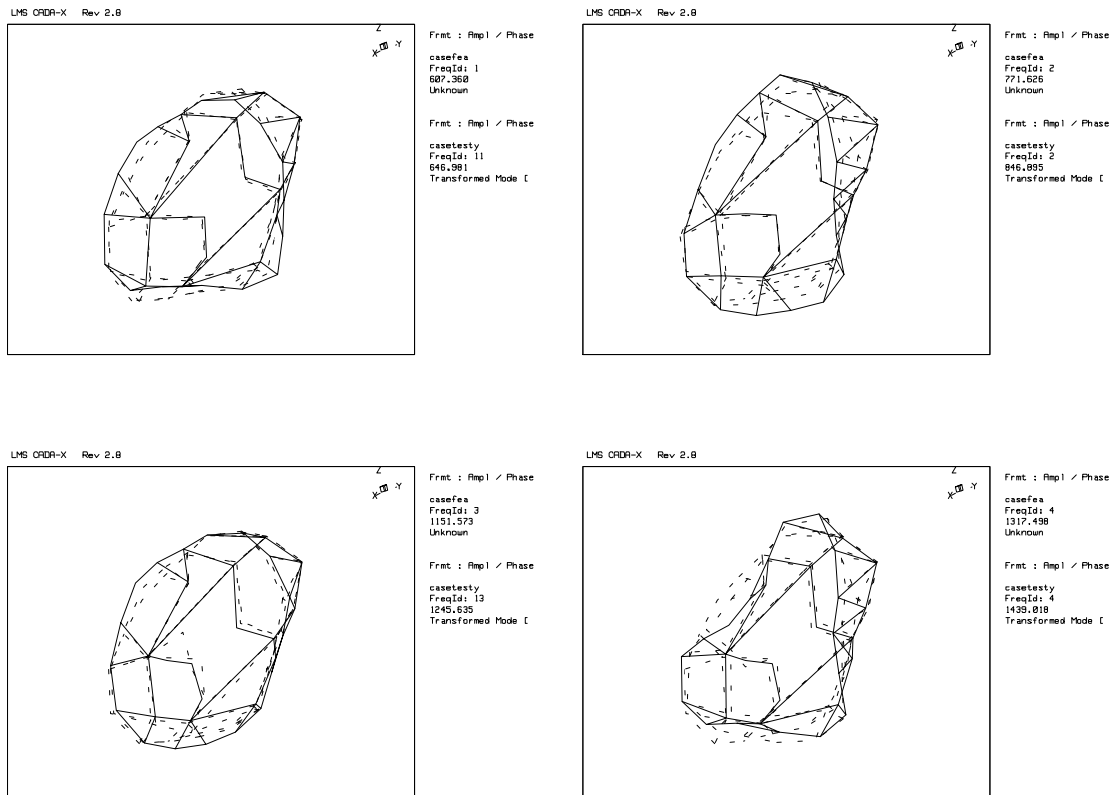 LMS CADA-X Rev 2.8
Z
X
-Y
Frmt : Ampl / Phase
casefea
FreqId: 1
607.360
Unknown
Frmt : Ampl / Phase
casetesty
FreqId: 11
646.981
Transformed Mode [
LMS CADA-X Rev 2.8
Z
X
-Y
Frmt : Ampl / Phase
casefea
FreqId: 2
771.626
Unknown
Frmt : Ampl / Phase
casetesty
FreqId: 2
846.895
Transformed Mode [
LMS CADA-X Rev 2.8
Z
X
-Y
Frmt : Ampl / Phase
casefea
FreqId: 3
1151.573
Unknown
Frmt : Ampl / Phase
casetesty
FreqId: 13
1245.635
Transformed Mode [
LMS CADA-X Rev 2.8
Z
X
-Y
Frmt : Ampl / Phase
casefea
FreqId: 4
1317.498
Unknown
Frmt : Ampl / Phase
casetesty
FreqId: 4
1439.018
Transformed Mode [